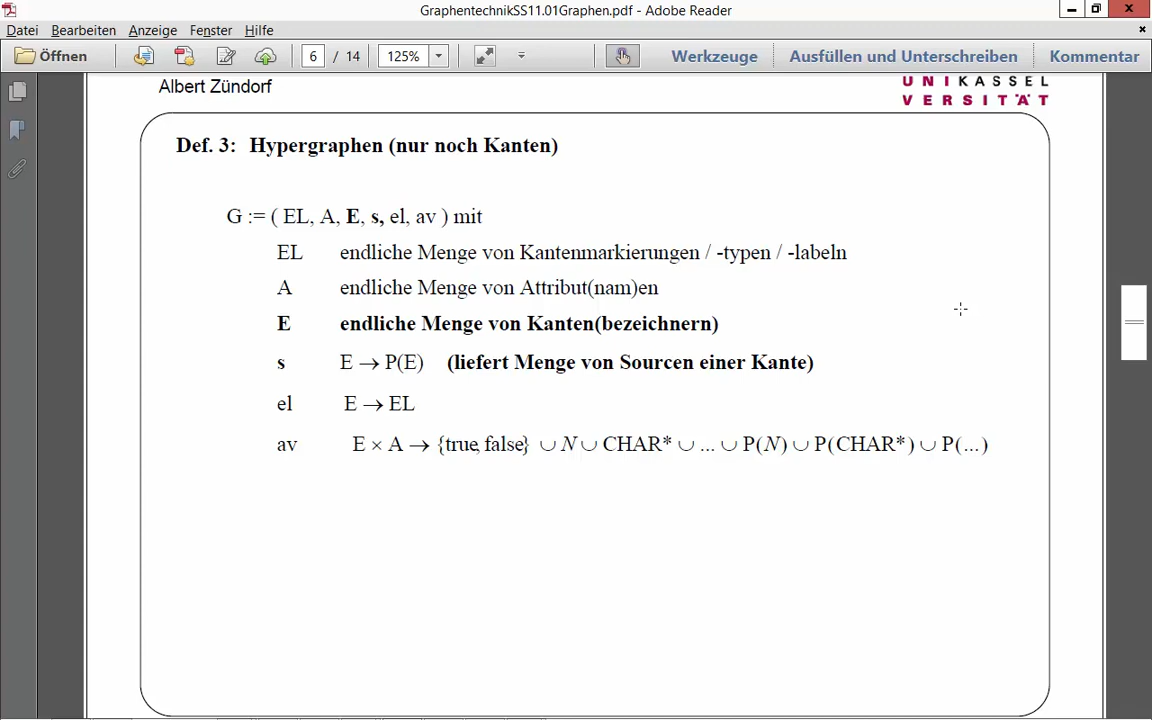 GraphentechnikSS11.01Graphen.pdf - Adobe Reader
Datei Bearbeiten Anzeige Fenster Hilfe
Öffnen 6 / 14 125% Werkzeuge Ausfüllen und Unterschreiben Kommentar
Albert Zündorf
U N I K A S S E L
V E R S I T Ä T
Def. 3: Hypergraphen (nur noch Kanten)
G := ( EL, A, E, s, el, av ) mit
EL endliche Menge von Kantenmarkierungen / -typen / -labeln
A endliche Menge von Attribut(nam)en
E endliche Menge von Kanten(bezeichnern)
s E → P(E) (liefert Menge von Sourcen einer Kante)
el E → EL
av E × A → {true, false} ∪ N ∪ CHAR* ∪ ... ∪ P(N) ∪ P(CHAR*) ∪ P(...)